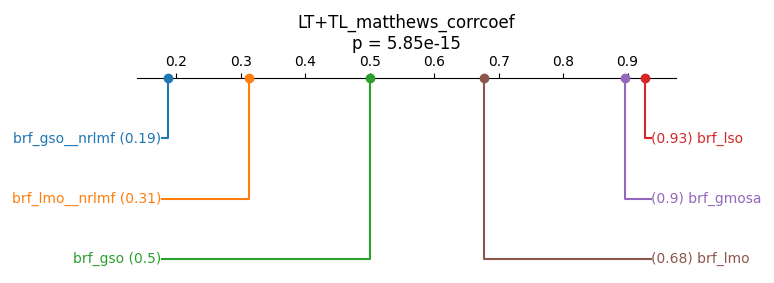 LT+TL_matthews_corrcoef
p = 5.85e-15
0.2 0.3 0.4 0.5 0.6 0.7 0.8 0.9
brf_gso__nrlmf (0.19) (0.93) brf_lso
brf_lmo__nrlmf (0.31) (0.9) brf_gmosa
brf_gso (0.5) (0.68) brf_lmo